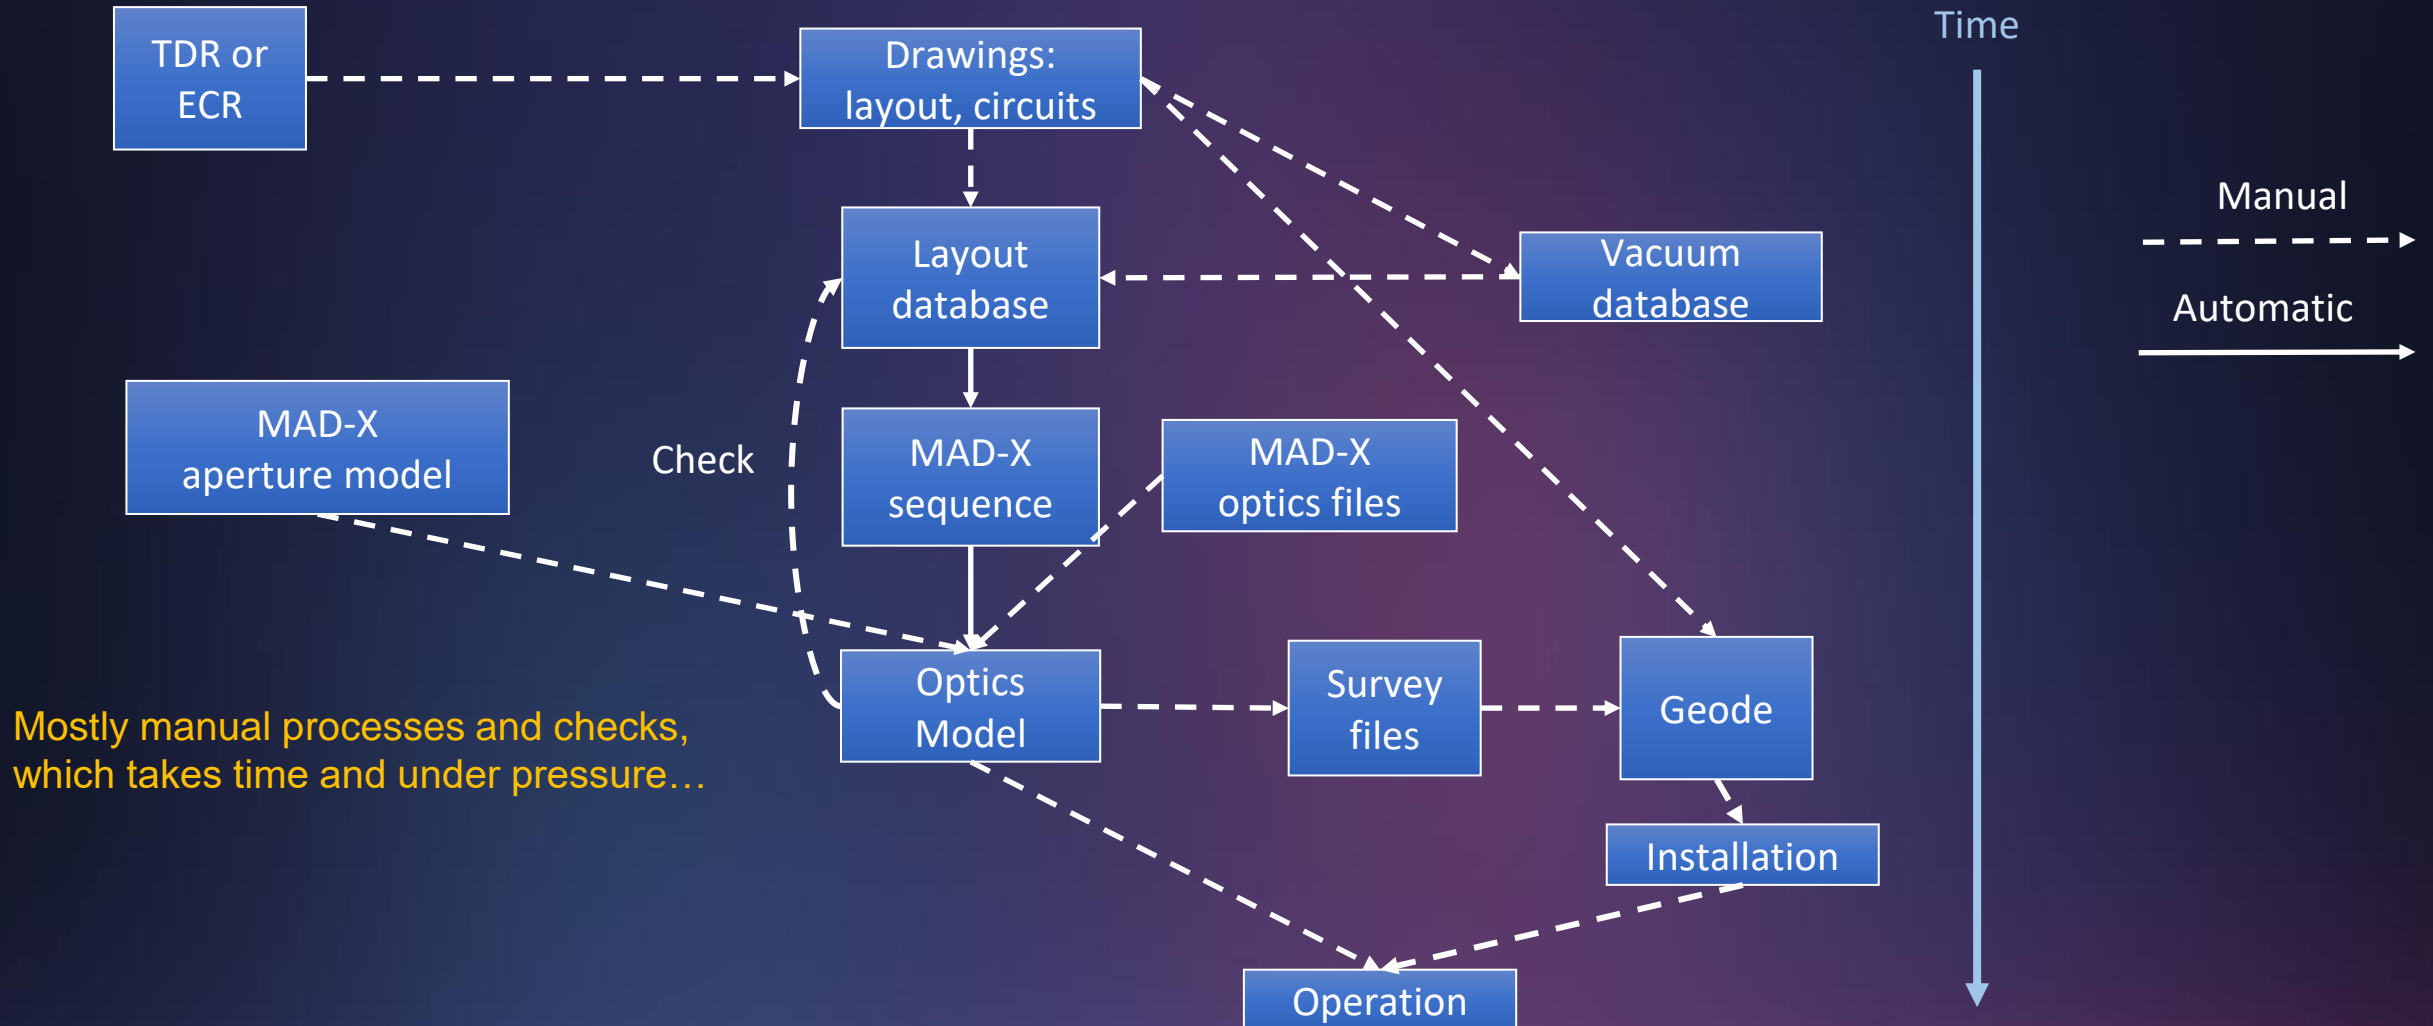 Time
TDR or
ECR
Drawings:
layout, circuits
Manual
Automatic
Layout
database
Vacuum
database
MAD-X
aperture model
Check
MAD-X
sequence
MAD-X
optics files
Optics
Model
Survey
files
Geode
Mostly manual processes and checks,
which takes time and under pressure…
Installation
Operation